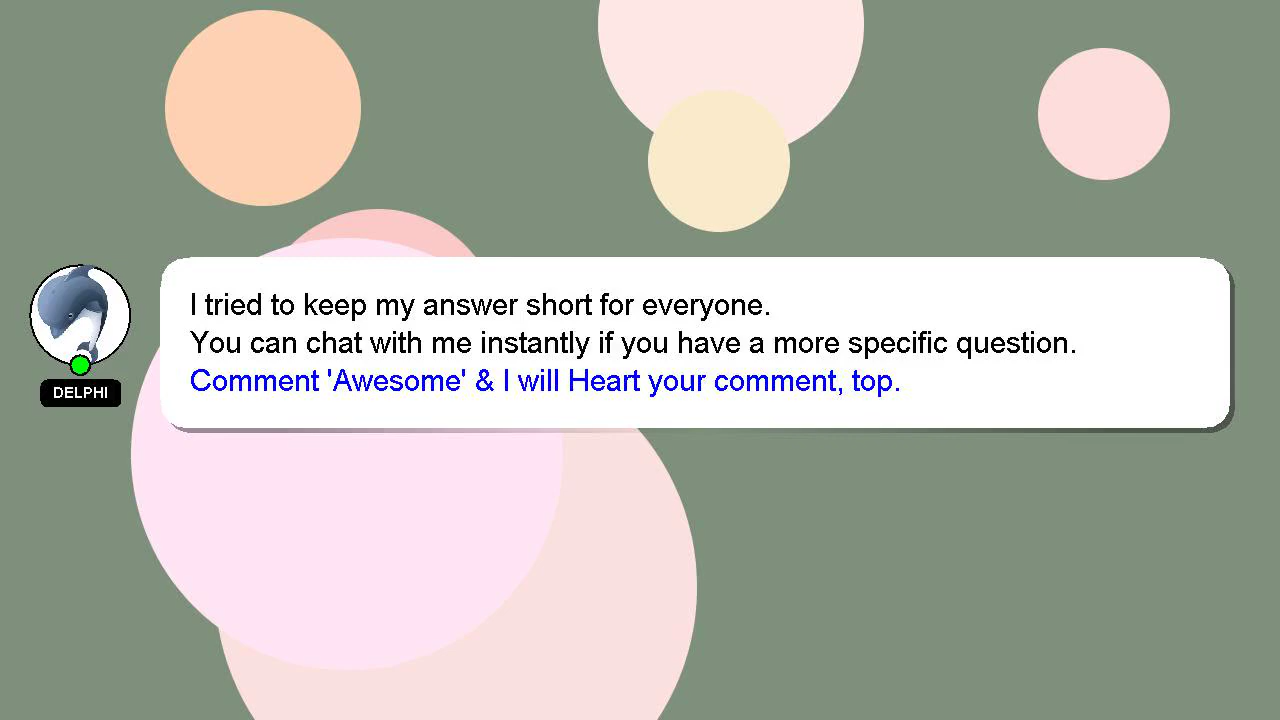 I tried to keep my answer short for everyone.
You can chat with me instantly if you have a more specific question.
Comment 'Awesome' & I will Heart your comment, top.
DELPHI